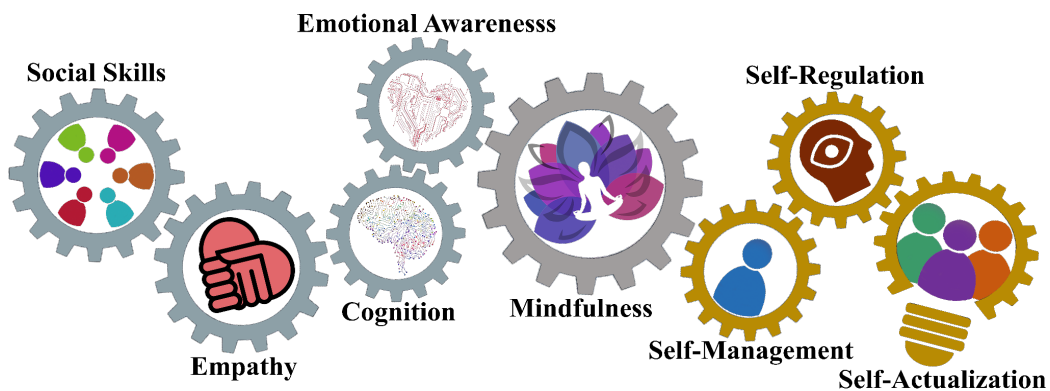 Emotional Awarenesss
Social Skills
Self-Regulation
Mindfulness
Cognition
Empathy
Self-Management
Self-Actualization